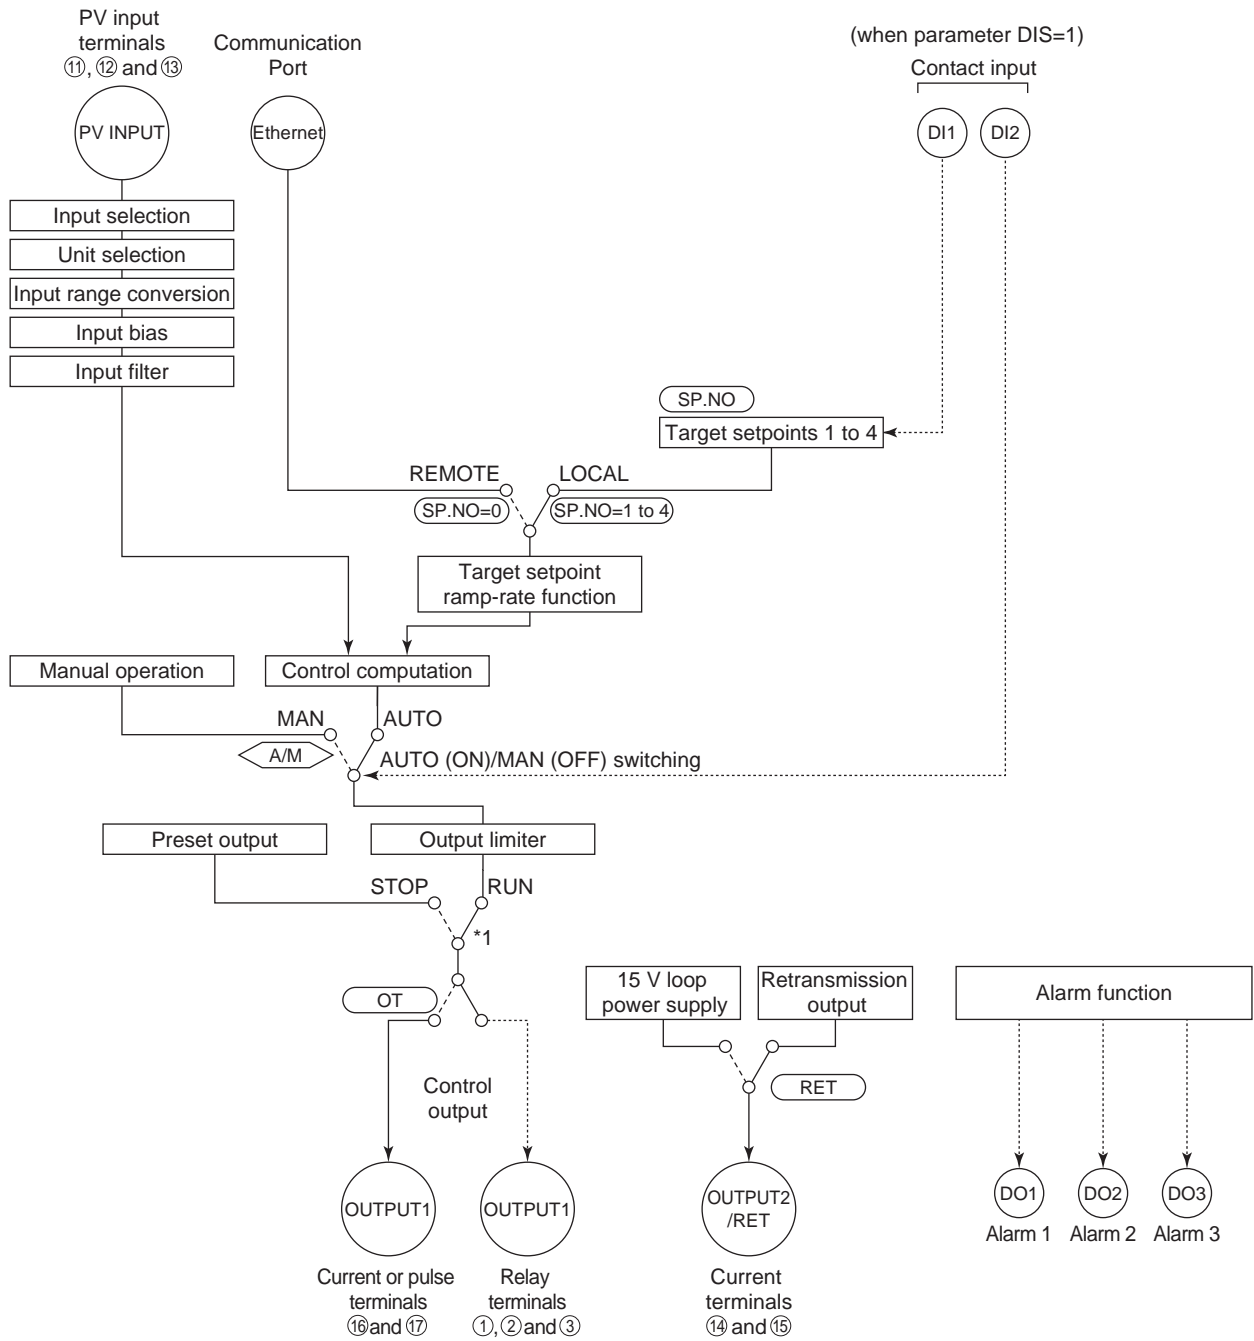 PV input
terminals
⑪, ⑫ and ⑬
Communication
Port
(when parameter DIS=1)
Contact input
PV INPUT
Ethernet
DI1
DI2
Input selection
Unit selection
Input range conversion
Input bias
Input filter
SP.NO
Target setpoints 1 to 4
REMOTE
LOCAL
SP.NO=0
SP.NO=1 to 4
Target setpoint
ramp-rate function
Manual operation
Control computation
MAN
AUTO
A/M
AUTO (ON)/MAN (OFF) switching
Preset output
Output limiter
STOP
RUN
*1
OT
15 V loop
power supply
Retransmission
output
Alarm function
RET
Control
output
OUTPUT1
OUTPUT1
OUTPUT2
/RET
DO1
DO2
DO3
Alarm 1
Alarm 2
Alarm 3
Current or pulse
terminals
⑯ and ⑰
Relay
terminals
①, ② and ③
Current
terminals
⑭ and ⑮